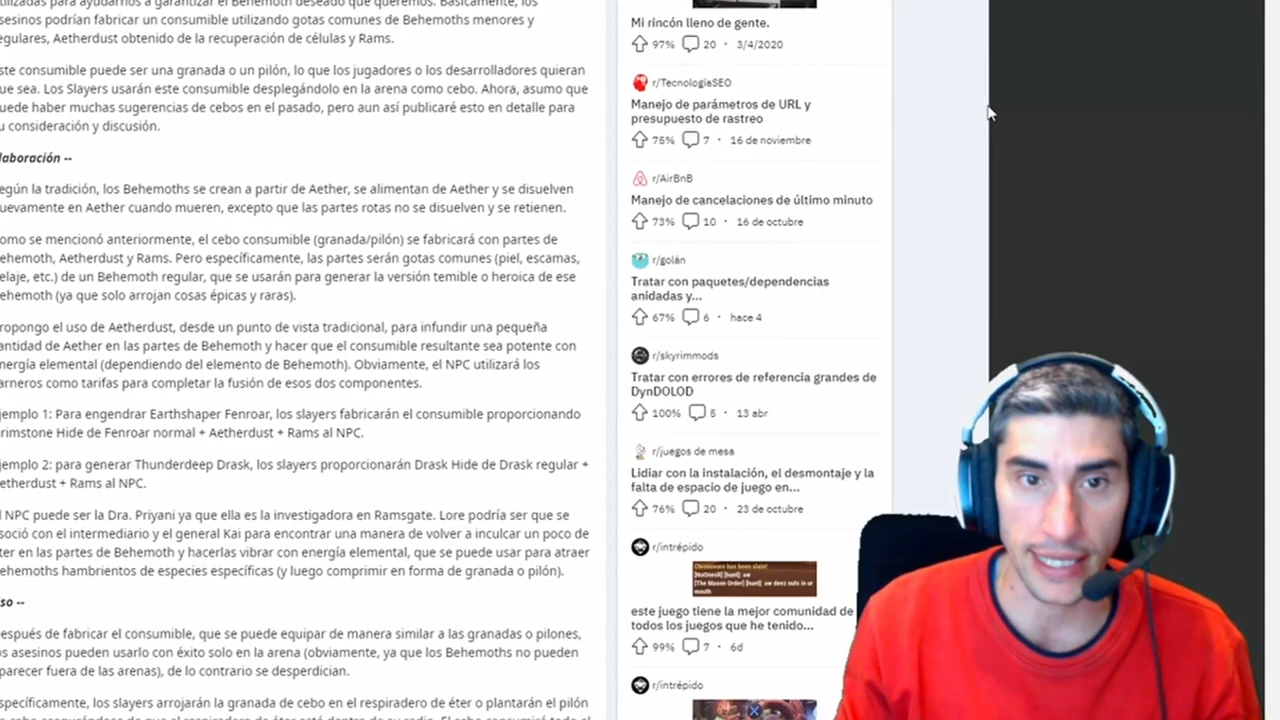 utilizadas para ayudarnos a garantizar el Behemoth deseado que queremos. Básicamente, los
sesinos podrían fabricar un consumible utilizando gotas comunes de Behemoths menores y
egulares, Aetherdust obtenido de la recuperación de células y Rams.
ste consumible puede ser una granada o un pilón, lo que los jugadores o los desarrolladores quieran
ue sea. Los Slayers usarán este consumible desplegándolo en la arena como cebo. Ahora, asumo que
uede haber muchas sugerencias de cebos en el pasado, pero aun así publicaré esto en detalle para
u consideración y discusión.
laboración --
egún la tradición, los Behemoths se crean a partir de Aether, se alimentan de Aether y se disuelven
uevamente en Aether cuando mueren, excepto que las partes rotas no se disuelven y se retienen.
omo se mencionó anteriormente, el cebo consumible (granada/pilón) se fabricará con partes de
ehemoth, Aetherdust y Rams. Pero específicamente, las partes serán gotas comunes (piel, escamas,
elaje, etc.) de un Behemoth regular, que se usarán para generar la versión temible o heroica de ese
ehemoth (ya que solo arrojan cosas épicas y raras).
ropongo el uso de Aetherdust, desde un punto de vista tradicional, para infundir una pequeña
antidad de Aether en las partes de Behemoth y hacer que el consumible resultante sea potente con
nergía elemental (dependiendo del elemento de Behemoth). Obviamente, el NPC utilizará los
arneros como tarifas para completar la fusión de esos dos componentes.
jemplo 1: Para engendrar Earthshaper Fenroar, los slayers fabricarán el consumible proporcionando
rimstone Hide de Fenroar normal + Aetherdust + Rams al NPC.
jemplo 2: para generar Thunderdeep Drask, los slayers proporcionarán Drask Hide de Drask regular +
etherdust + Rams al NPC.
l NPC puede ser la Dra. Priyani ya que ella es la investigadora en Ramsgate. Lore podría ser que se
soció con el intermediario y el general Kai para encontrar una manera de volver a inculcar un poco de
ter en las partes de Behemoth y hacerlas vibrar con energía elemental, que se puede usar para atraer
ehemoths hambrientos de especies específicas (y luego comprimir en forma de granada o pilón).
so --
espués de fabricar el consumible, que se puede equipar de manera similar a las granadas o pilones,
os asesinos pueden usarlo con éxito solo en la arena (obviamente, ya que los Behemoths no pueden
parecer fuera de las arenas), de lo contrario se desperdician.
specíficamente, los slayers arrojarán la granada de cebo en el respiradero de éter o plantarán el pilón
Mi rincón lleno de gente.
97% 20 · 3/4/2020
r/TecnologíaSEO
Manejo de parámetros de URL y
presupuesto de rastreo
75% 7 · 16 de noviembre
r/AirBnB
Manejo de cancelaciones de último minuto
73% 10 · 16 de octubre
r/golán
Tratar con paquetes/dependencias
anidadas y...
67% 6 · hace 4
r/skyrimmods
Tratar con errores de referencia grandes de
DynDOLOD
100% 5 · 13 abr
r/juegos de mesa
Lidiar con la instalación, el desmontaje y la
falta de espacio de juego en...
76% 20 · 23 de octubre
r/intrépido
este juego tiene la mejor comunidad de
todos los juegos que he tenido...
99% 7 · 6d
r/intrépido